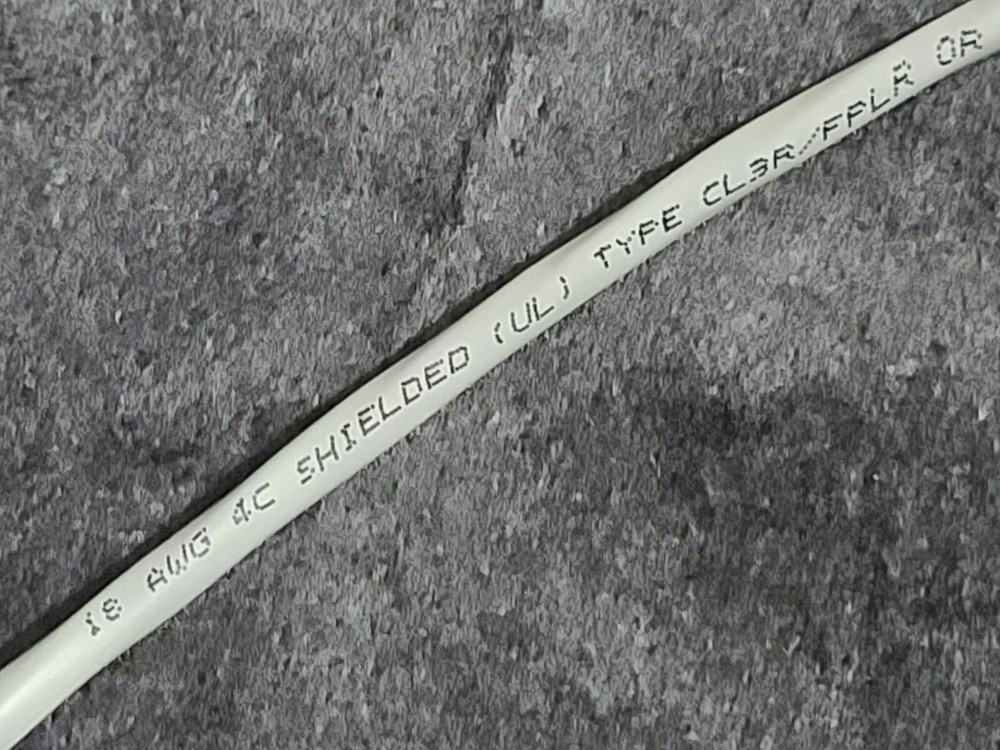 18 AWG 4C SHIELDED (UL) TYPE CL3R/FPLR OR